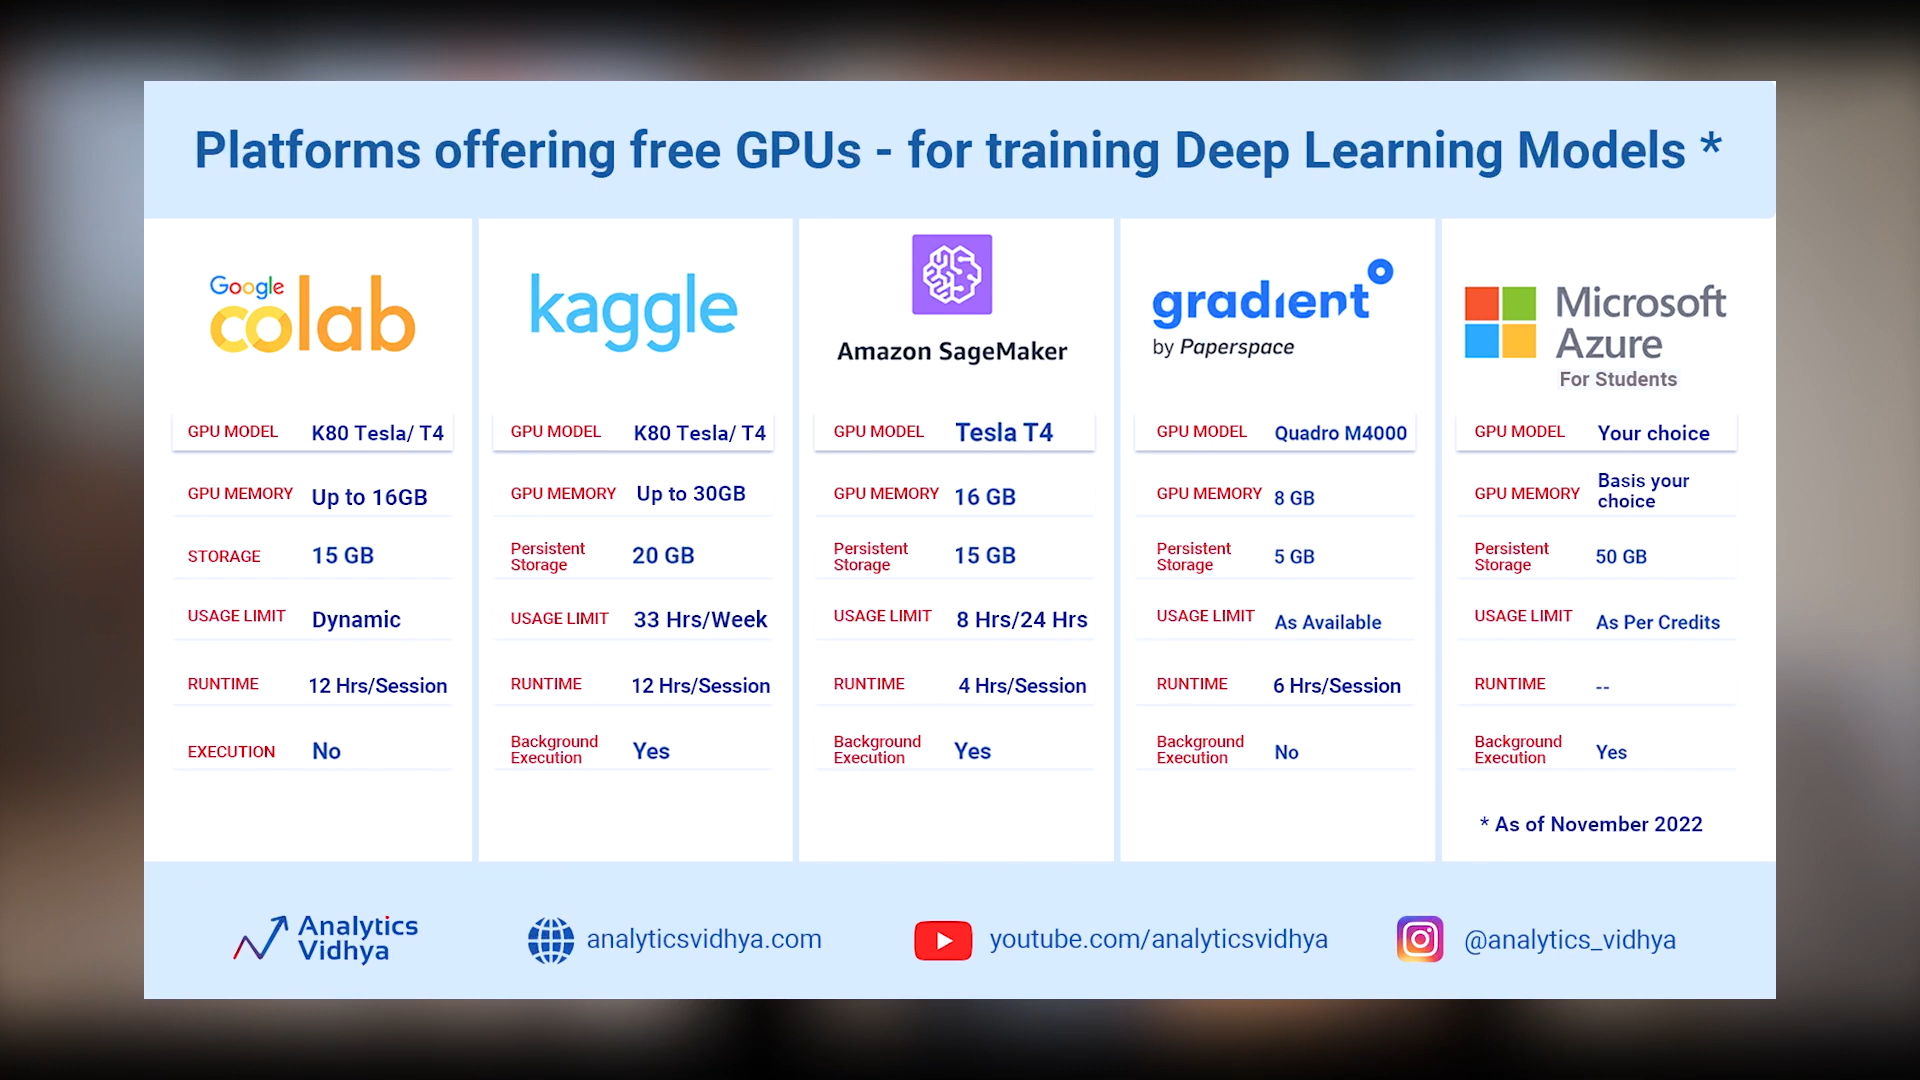 Platforms offering free GPUs - for training Deep Learning Models *
Google
colab
GPU MODEL K80 Tesla/ T4
GPU MEMORY Up to 16GB
STORAGE 15 GB
USAGE LIMIT Dynamic
RUNTIME 12 Hrs/Session
EXECUTION No
kaggle
GPU MODEL K80 Tesla/ T4
GPU MEMORY Up to 30GB
Persistent
Storage 20 GB
USAGE LIMIT 33 Hrs/Week
RUNTIME 12 Hrs/Session
Background
Execution Yes
Amazon SageMaker
GPU MODEL Tesla T4
GPU MEMORY 16 GB
Persistent
Storage 15 GB
USAGE LIMIT 8 Hrs/24 Hrs
RUNTIME 4 Hrs/Session
Background
Execution Yes
gradient
by Paperspace
GPU MODEL Quadro M4000
GPU MEMORY 8 GB
Persistent
Storage 5 GB
USAGE LIMIT As Available
RUNTIME 6 Hrs/Session
Background
Execution No
Microsoft
Azure
For Students
GPU MODEL Your choice
GPU MEMORY Basis your
choice
Persistent
Storage 50 GB
USAGE LIMIT As Per Credits
RUNTIME --
Background
Execution Yes
* As of November 2022
Analytics
Vidhya
analyticsvidhya.com
youtube.com/analyticsvidhya
@analytics_vidhya